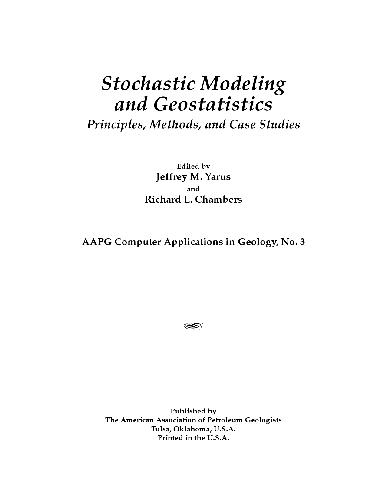 Stochastic Modeling
and Geostatistics
Principles, Methods, and Case Studies
Edited by
Jeffrey M. Yarus
and
Richard L. Chambers
AAPG Computer Applications in Geology, No. 3
Published by
The American Association of Petroleum Geologists
Tulsa, Oklahoma, U.S.A.
Printed in the U.S.A.